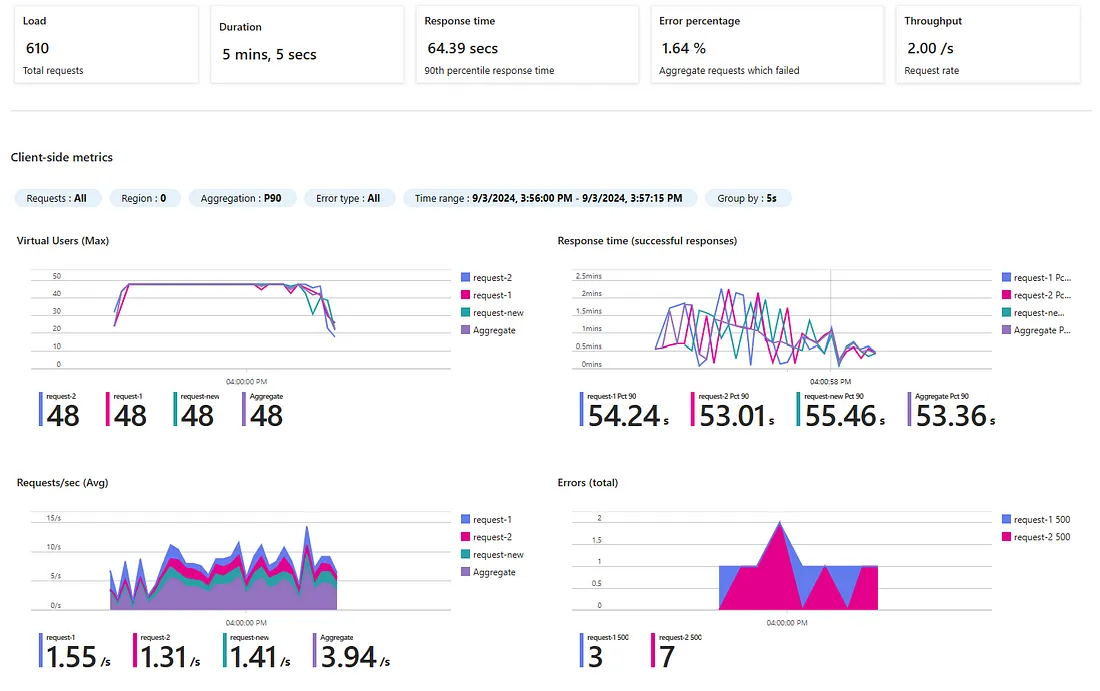 Load
610
Total requests
Duration
5 mins, 5 secs
Response time
64.39 secs
90th percentile response time
Error percentage
1.64 %
Aggregate requests which failed
Throughput
2.00 /s
Request rate
Client-side metrics
Requests : All
Region : 0
Aggregation : P90
Error type : All
Time range : 9/3/2024, 3:56:00 PM - 9/3/2024, 3:57:15 PM
Group by : 5s
Virtual Users (Max)
50
40
30
20
10
0
04:00:00 PM
request-2
request-1
request-new
Aggregate
request-2
48
request-1
48
request-new
48
Aggregate
48
Response time (successful responses)
2.5mins
2mins
1.5mins
1mins
0.5mins
0mins
04:00:58 PM
request-1 Pc...
request-2 Pc...
request-ne...
Aggregate P...
request-1 Pct 90
54.24 s
request-2 Pct 90
53.01 s
request-new Pct 90
55.46 s
Aggregate Pct 90
53.36 s
Requests/sec (Avg)
15/s
10/s
5/s
0/s
04:00:00 PM
request-1
request-2
request-new
Aggregate
request-1
1.55 /s
request-2
1.31 /s
request-new
1.41 /s
Aggregate
3.94 /s
Errors (total)
2
1.5
1
0.5
0
04:00:00 PM
request-1 500
request-2 500
request-1 500
3
request-2 500
7